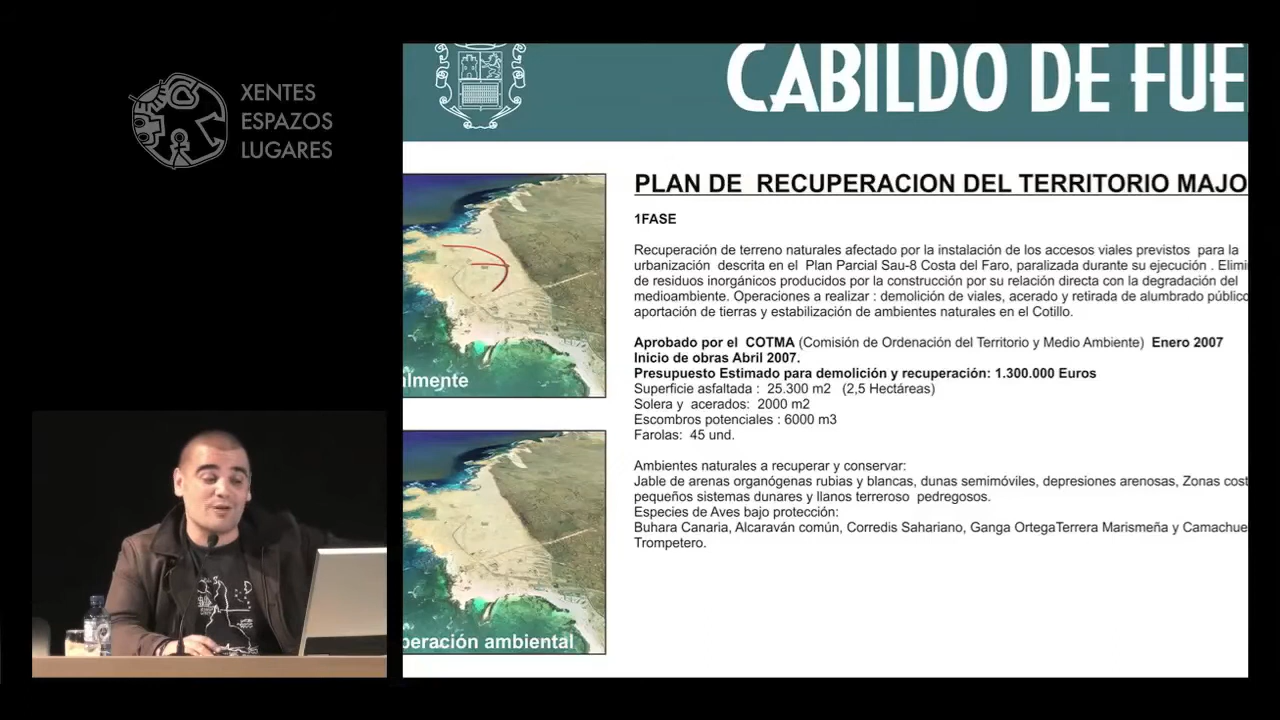 XENTES
ESPAZOS
LUGARES
CABILDO DE FUE
PLAN DE RECUPERACION DEL TERRITORIO MAJO
1FASE
Recuperación de terreno naturales afectado por la instalación de los accesos viales previstos para la
urbanización descrita en el Plan Parcial Sau-8 Costa del Faro, paralizada durante su ejecución . Elimi
de residuos inorgánicos producidos por la construcción por su relación directa con la degradación del
medioambiente. Operaciones a realizar : demolición de viales, acerado y retirada de alumbrado público
aportación de tierras y estabilización de ambientes naturales en el Cotillo.
Aprobado por el COTMA (Comisión de Ordenación del Territorio y Medio Ambiente) Enero 2007
Inicio de obras Abril 2007.
Presupuesto Estimado para demolición y recuperación: 1.300.000 Euros
Superficie asfaltada : 25.300 m2 (2,5 Hectáreas)
Solera y acerados: 2000 m2
Escombros potenciales : 6000 m3
Farolas: 45 und.
Ambientes naturales a recuperar y conservar:
Jable de arenas organógenas rubias y blancas, dunas semimóviles, depresiones arenosas, Zonas cost
pequeños sistemas dunares y llanos terreroso pedregosos.
Especies de Aves bajo protección:
Buhara Canaria, Alcaraván común, Corredis Sahariano, Ganga OrtegaTerrera Marismeña y Camachue
Trompetero.
almente
peración ambiental